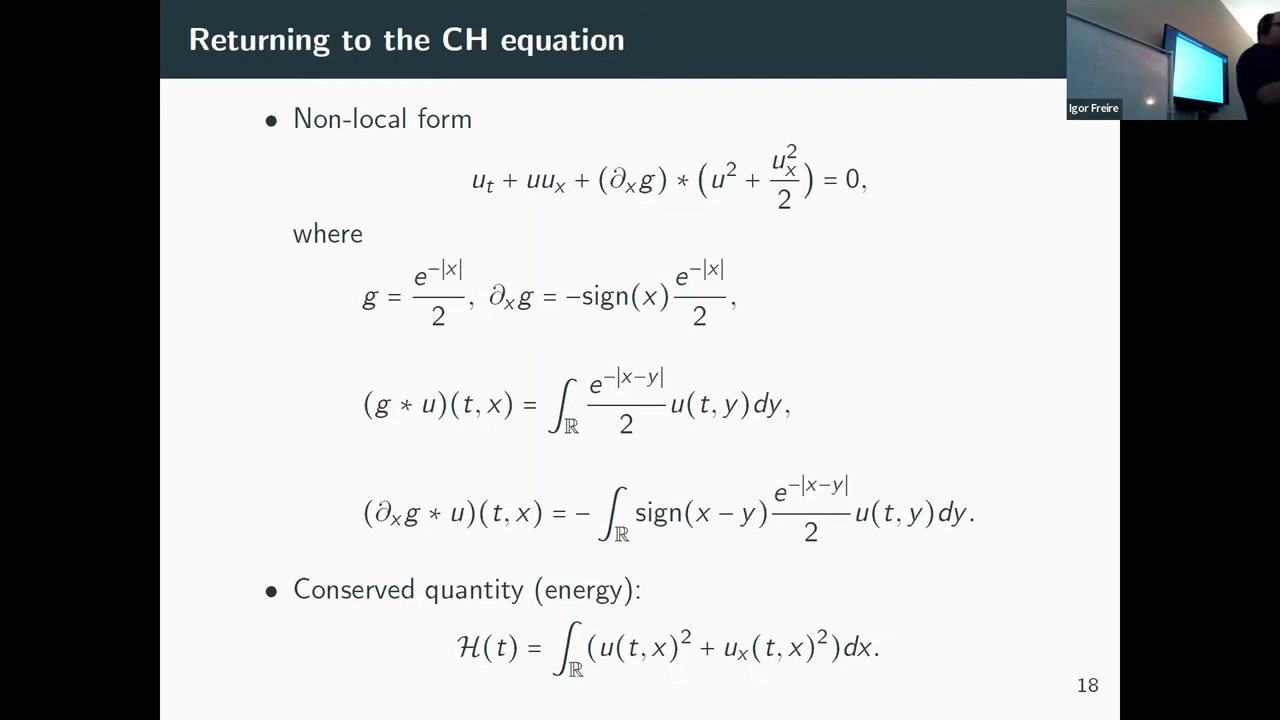 Returning to the CH equation
Igor Freire
• Non-local form
u_t + uu_x + (∂_x g) ∗ (u^2 + u_x^2/2) = 0,
where
g = e^{−|x|}/2, ∂_x g = −sign(x) e^{−|x|}/2,
(g ∗ u)(t, x) = ∫_ℝ e^{−|x−y|}/2 u(t, y)dy,
(∂_x g ∗ u)(t, x) = − ∫_ℝ sign(x − y) e^{−|x−y|}/2 u(t, y)dy.
• Conserved quantity (energy):
ℋ(t) = ∫_ℝ (u(t, x)^2 + u_x(t, x)^2)dx.
18